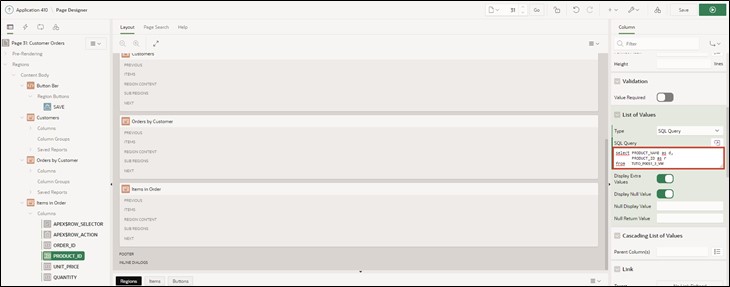 Application 410 \ Page Designer
31
Go
Save
Page 31: Customer Orders
Pre-Rendering
Regions
Content Body
Button Bar
Region Buttons
SAVE
Customers
Columns
Column Groups
Saved Reports
Orders by Customer
Columns
Column Groups
Saved Reports
Items in Order
Columns
APEX$ROW_SELECTOR
APEX$ROW_ACTION
ORDER_ID
PRODUCT_ID
UNIT_PRICE
QUANTITY
Layout
Page Search
Help
Customers
PREVIOUS
ITEMS
REGION CONTENT
SUB REGIONS
NEXT
Orders by Customer
PREVIOUS
ITEMS
REGION CONTENT
SUB REGIONS
NEXT
Items in Order
PREVIOUS
ITEMS
REGION CONTENT
SUB REGIONS
NEXT
FOOTER
INLINE DIALOGS
Regions
Items
Buttons
Column
Filter
Height
lines
Validation
Value Required
List of Values
Type
SQL Query
SQL Query
select PRODUCT_NAME as d,
PRODUCT_ID as r
from
Display Extra
Values
Display Null Value
Null Display Value
Null Return Value
Cascading List of Values
Parent Column(s)
Link